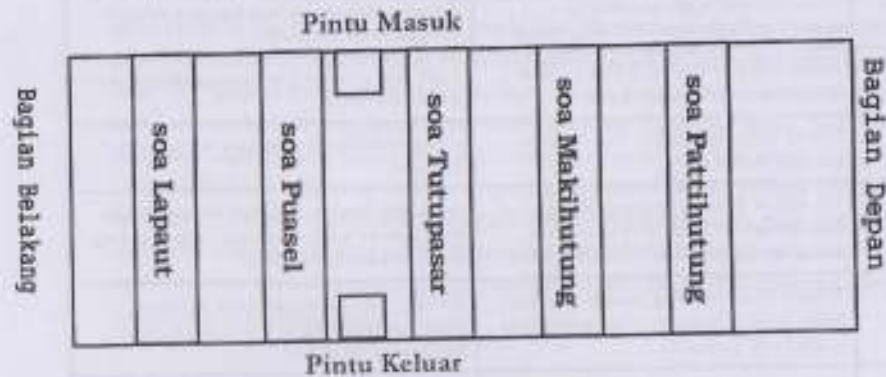 Pintu Masuk
Bagian Belakang
soa Lapaut
soa Puasel
soa Tutupasar
soa Makihutung
soa Pattihutung
Bagian Depan
Pintu Keluar